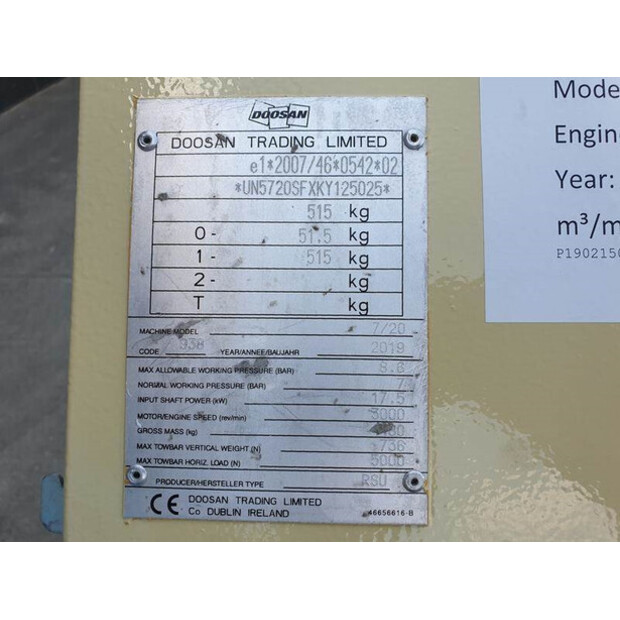 DOOSAN
DOOSAN TRADING LIMITED
e1*2007/46*0542*02
*UN5720SFXKY125025*
515 kg
0- 51.5 kg
1- 515 kg
2- kg
T kg
MACHINE MODEL 7/20
CODE 938 YEAR/ANNEE/BAUJAHR 2019
MAX ALLOWABLE WORKING PRESSURE (BAR) 8.6
NORMAL WORKING PRESSURE (BAR) 7
INPUT SHAFT POWER (kW) 17.5
MOTOR/ENGINE SPEED (rev/min) 3000
GROSS MASS (kg)
MAX TOWBAR VERTICAL WEIGHT (N) 736
MAX TOWBAR HORIZ. LOAD (N) 5000
PRODUCER/HERSTELLER TYPE RSU
CE DOOSAN TRADING LIMITED
Co DUBLIN IRELAND 46656616-B
Mode
Engin
Year:
m³/m
P1902150